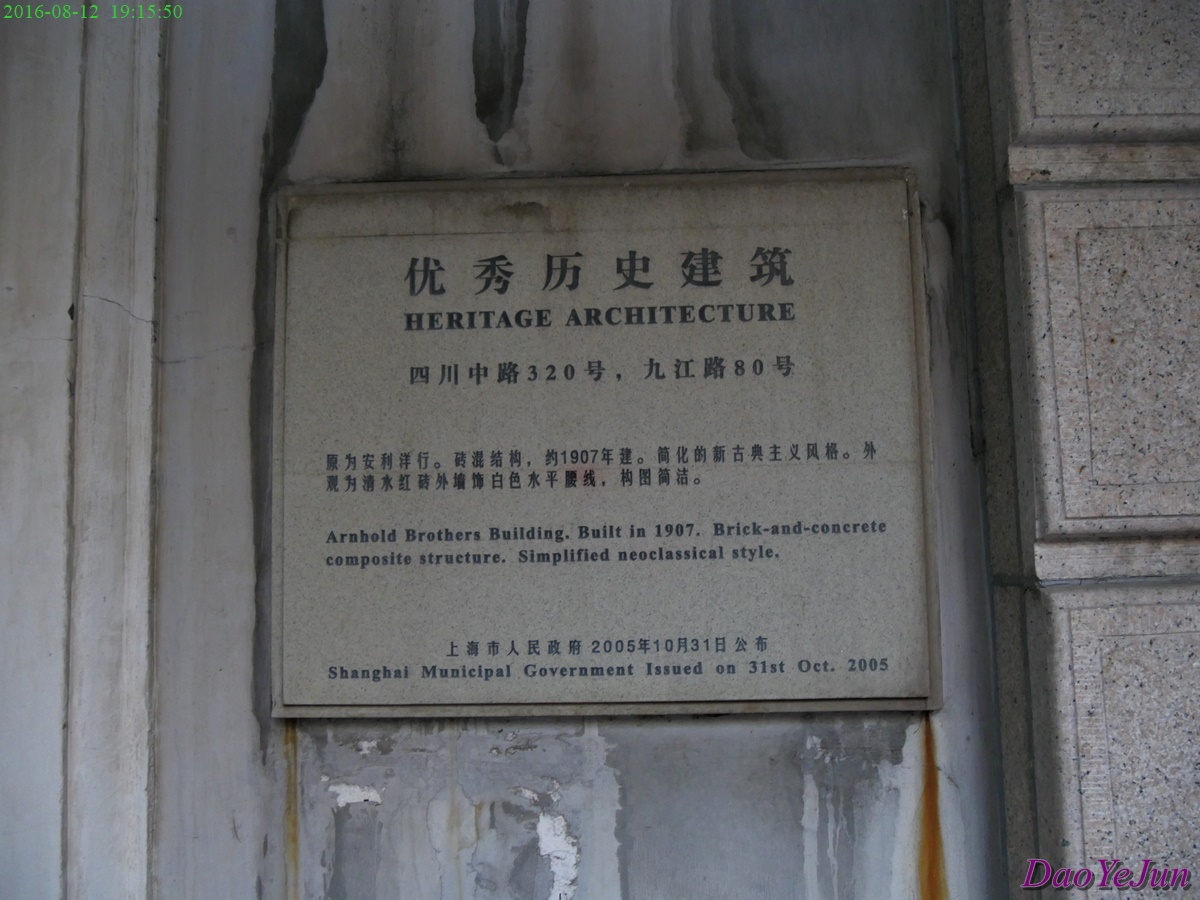 2016-08-12 19:15:50
优秀历史建筑
HERITAGE ARCHITECTURE
四川中路320号，九江路80号
原为安利洋行。砖混结构，约1907年建。简化的新古典主义风格。外
观为清水红砖外墙饰白色水平腰线，构图简洁。
Arnhold Brothers Building. Built in 1907. Brick-and-concrete
composite structure. Simplified neoclassical style.
上海市人民政府 2005年10月31日公布
Shanghai Municipal Government Issued on 31st Oct. 2005
DaoYeJun